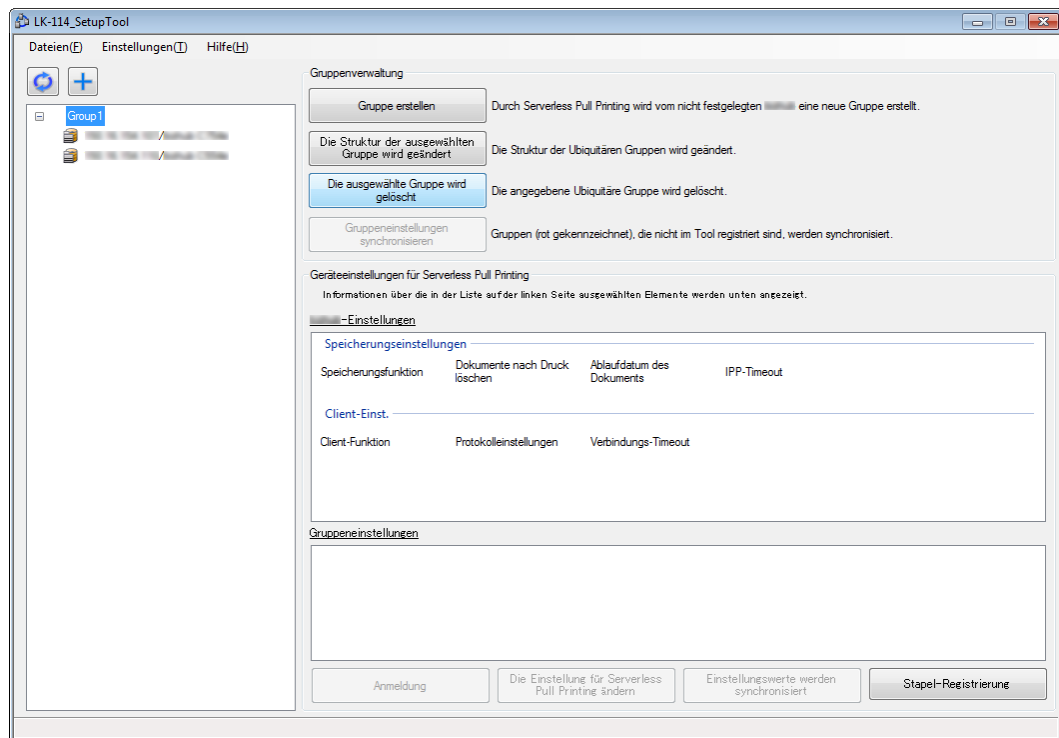 LK-114_SetupTool
Dateien(F) Einstellungen(T) Hilfe(H)
Group1
Gruppenverwaltung
Gruppe erstellen
Durch Serverless Pull Printing wird vom nicht festgelegten eine neue Gruppe erstellt.
Die Struktur der ausgewählten
Gruppe wird geändert
Die Struktur der Ubiquitären Gruppen wird geändert.
Die ausgewählte Gruppe wird
gelöscht
Die angegebene Ubiquitäre Gruppe wird gelöscht.
Gruppeneinstellungen
synchronisieren
Gruppen (rot gekennzeichnet), die nicht im Tool registriert sind, werden synchronisiert.
Geräteeinstellungen für Serverless Pull Printing
Informationen über die in der Liste auf der linken Seite ausgewählten Elemente werden unten angezeigt.
-Einstellungen
Speicherungseinstellungen
Speicherungsfunktion
Dokumente nach Druck
löschen
Ablaufdatum des
Dokuments
IPP-Timeout
Client-Einst.
Client-Funktion
Protokolleinstellungen
Verbindungs-Timeout
Gruppeneinstellungen
Anmeldung
Die Einstellung für Serverless
Pull Printing ändern
Einstellungswerte werden
synchronisiert
Stapel-Registrierung